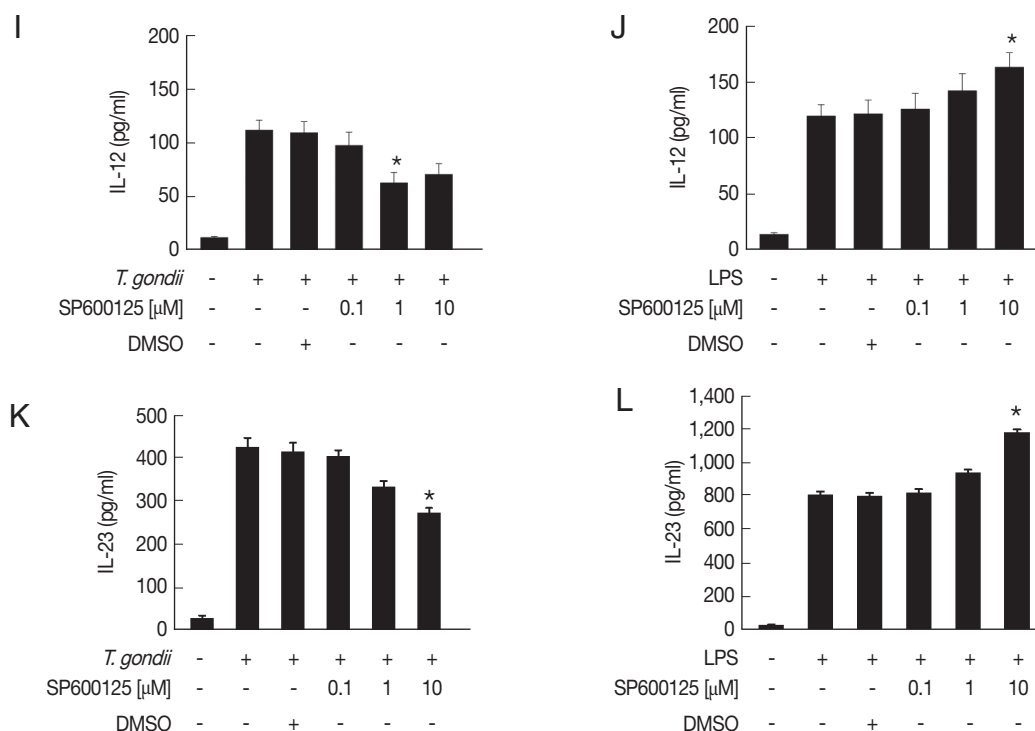 I
IL-12 (pg/ml)
200
150
100
50
0
*
T. gondii - + + + + +
SP600125 [µM] - - - 0.1 1 10
DMSO - - + - - -
J
IL-12 (pg/ml)
200
150
100
50
0
*
LPS - + + + + +
SP600125 [µM] - - - 0.1 1 10
DMSO - - + - - -
K
IL-23 (pg/ml)
500
400
300
200
100
0
*
T. gondii - + + + + +
SP600125 [µM] - - - 0.1 1 10
DMSO - - + - - -
L
IL-23 (pg/ml)
1,400
1,200
1,000
800
600
400
200
0
*
LPS - + + + + +
SP600125 [µM] - - - 0.1 1 10
DMSO - - + - - -